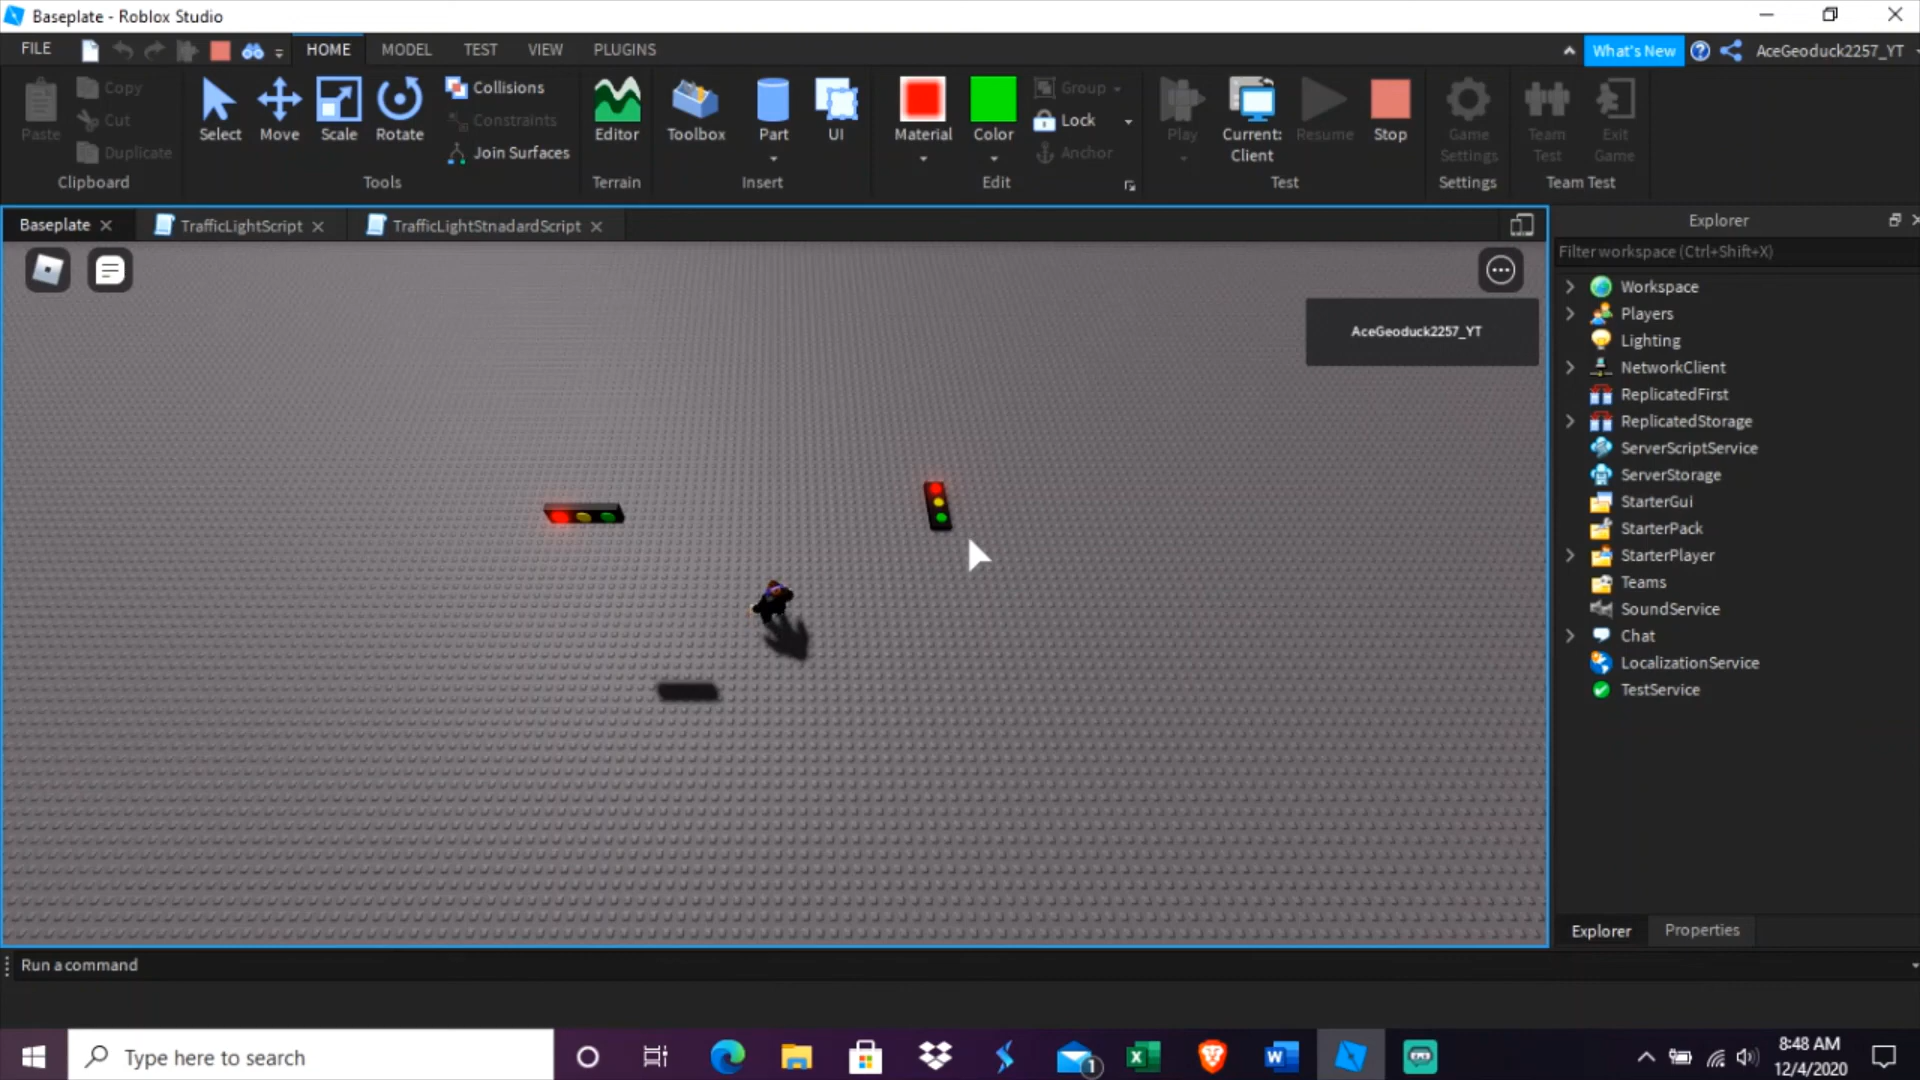 Baseplate - Roblox Studio
FILE HOME MODEL TEST VIEW PLUGINS What's New AceGeoduck2257_YT
Paste Copy Cut Duplicate
Clipboard
Select Move Scale Rotate Collisions Constraints Join Surfaces
Tools
Editor
Terrain
Toolbox Part UI
Insert
Material Color Group Lock Anchor
Edit
Play Current: Client Resume Stop
Test
Game Settings
Settings
Team Test Exit Game
Team Test
Baseplate TrafficLightScript TrafficLightStnadardScript
AceGeoduck2257_YT
Explorer
Filter workspace (Ctrl+Shift+X)
Workspace
Players
Lighting
NetworkClient
ReplicatedFirst
ReplicatedStorage
ServerScriptService
ServerStorage
StarterGui
StarterPack
StarterPlayer
Teams
SoundService
Chat
LocalizationService
TestService
Explorer Properties
Run a command
Type here to search
1
8:48 AM
12/4/2020